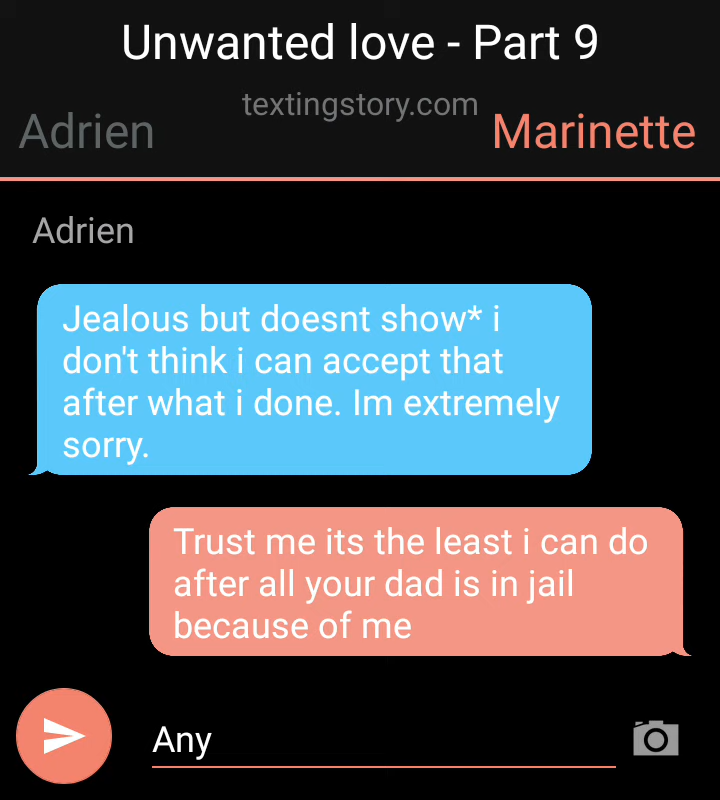 Unwanted love - Part 9
textingstory.com
Adrien
Marinette
Adrien
Jealous but doesnt show* i
don't think i can accept that
after what i done. Im extremely
sorry.
Trust me its the least i can do
after all your dad is in jail
because of me
Any